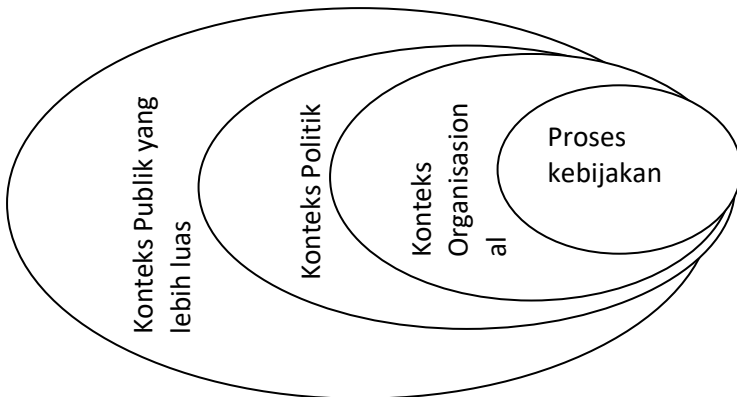 Konteks Publik yang
lebih luas
Konteks Politik
Konteks
Organisasion
al
Proses
kebijakan